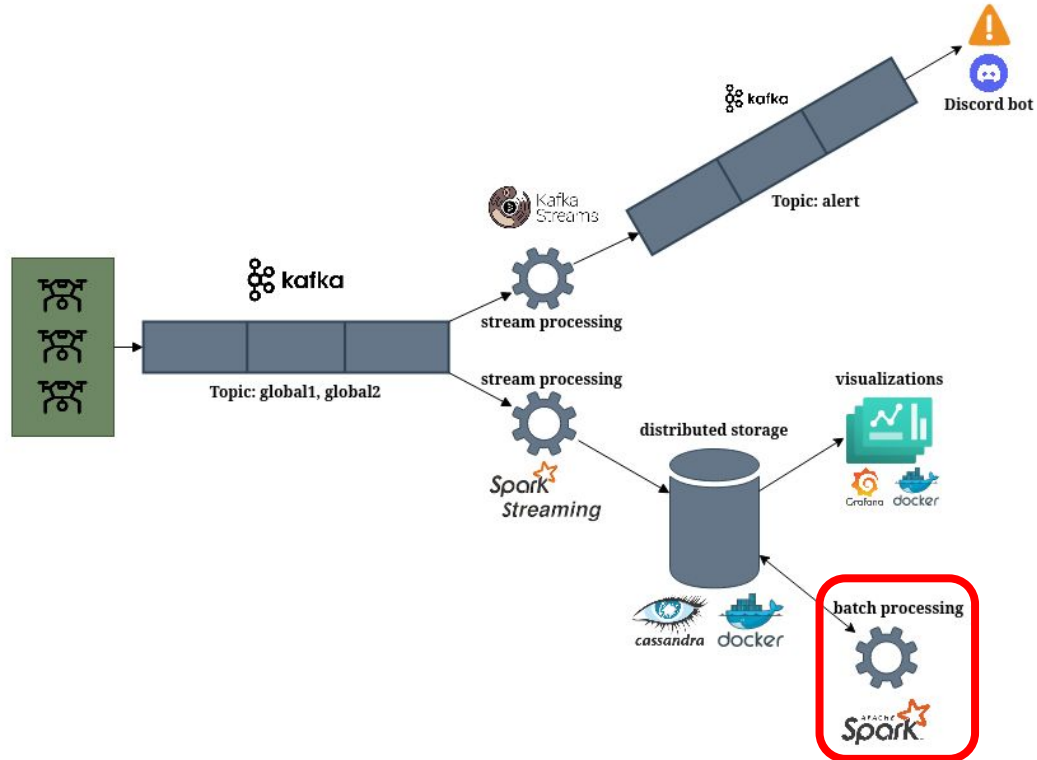 kafka
Discord bot
Topic: alert
Kafka
Streams
kafka
stream processing
Topic: global1, global2
stream processing
visualizations
distributed storage
Spark
Streaming
Grafana
docker
batch processing
cassandra
docker
APACHE
Spark